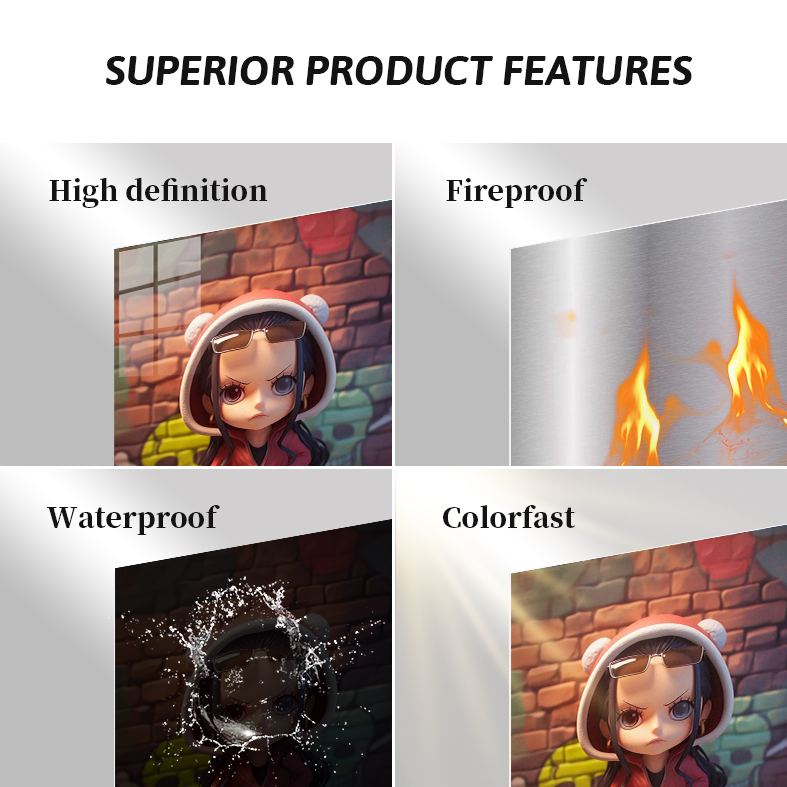 SUPERIOR PRODUCT FEATURES
High definition
Fireproof
Waterproof
Colorfast